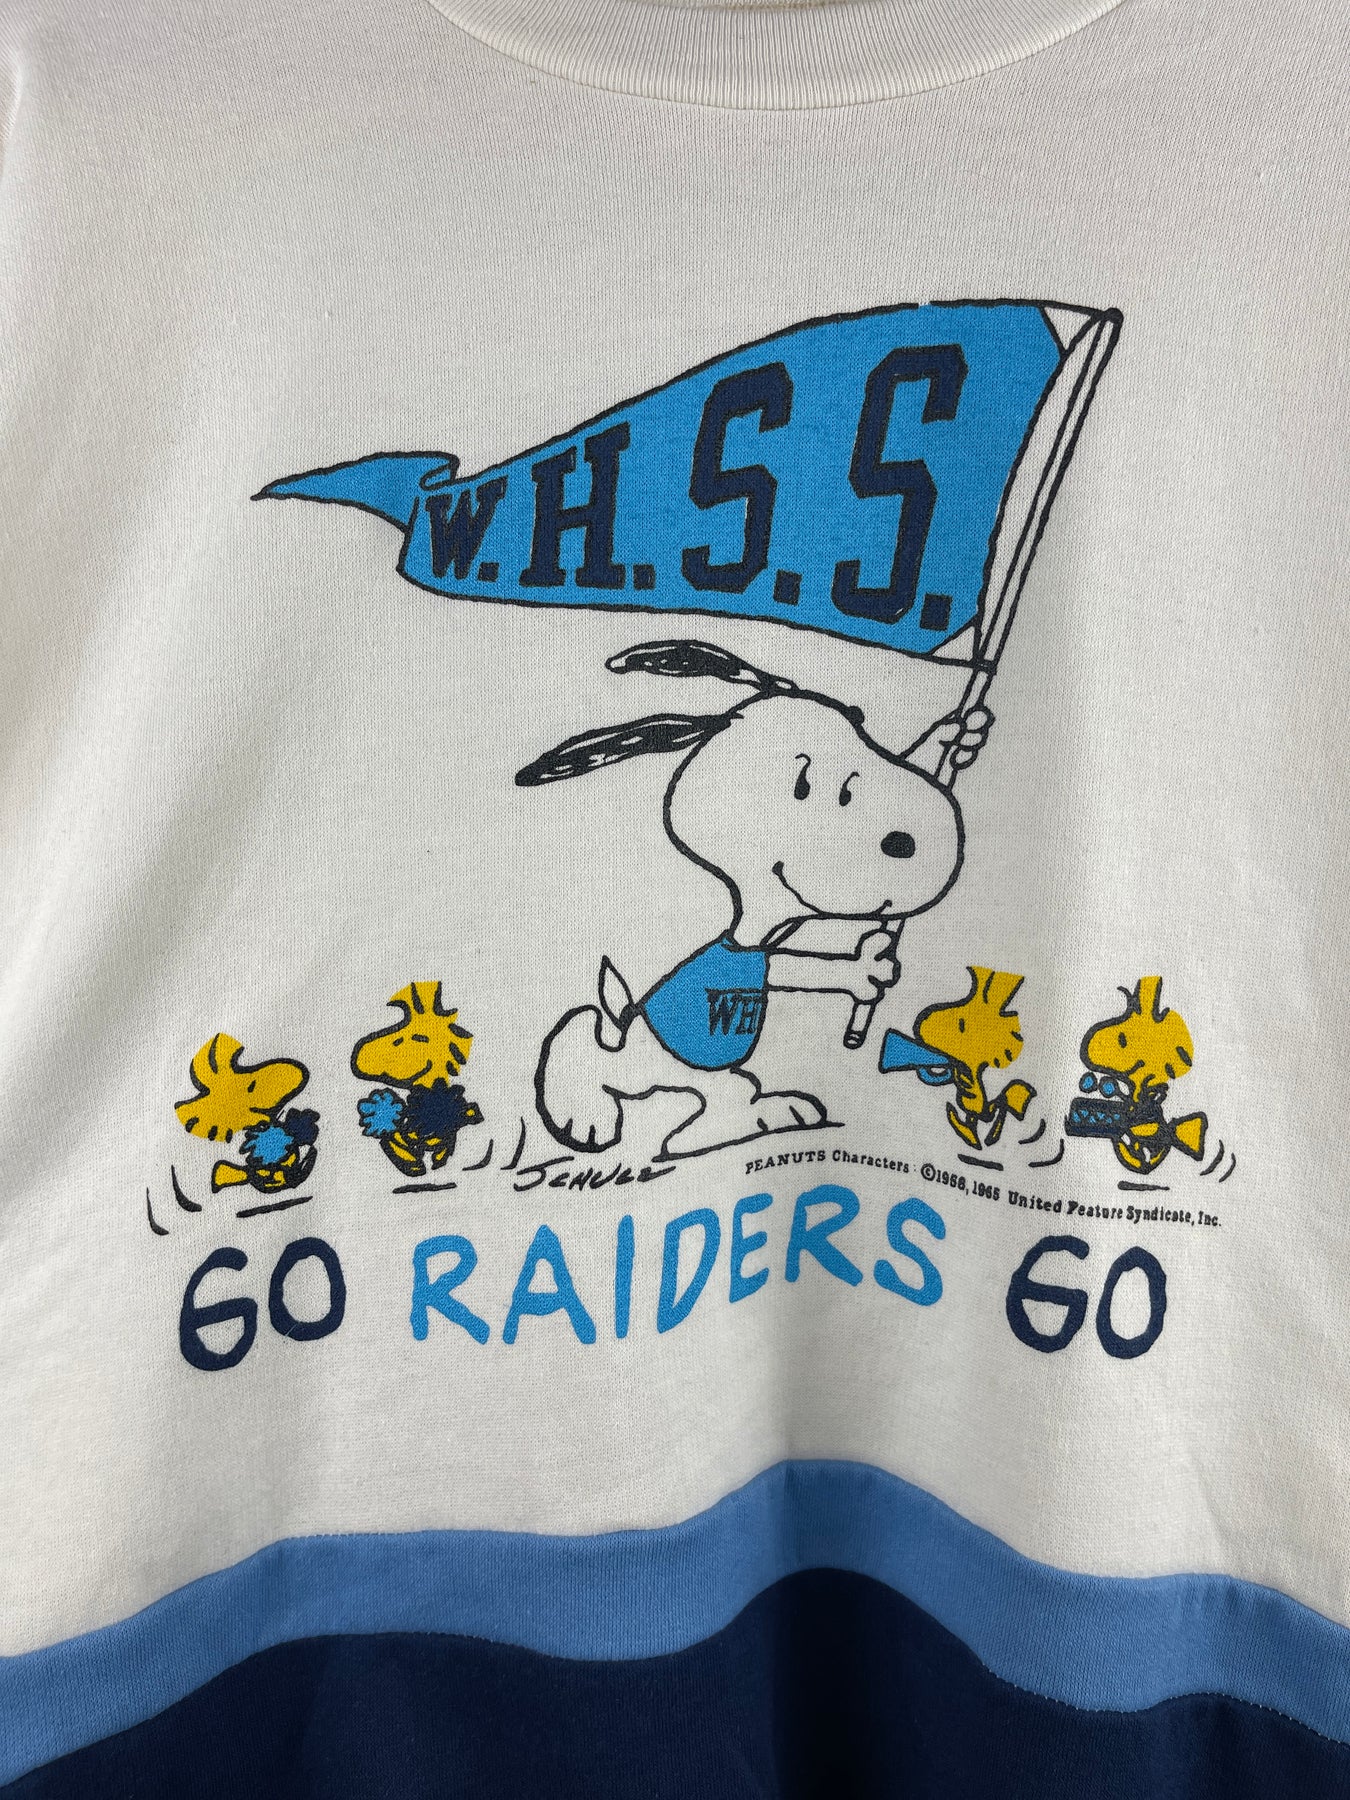 W.H.S.S.
WH
SCHULZ
PEANUTS Characters: ©1958, 1965 United Feature Syndicate, Inc.
GO RAIDERS GO